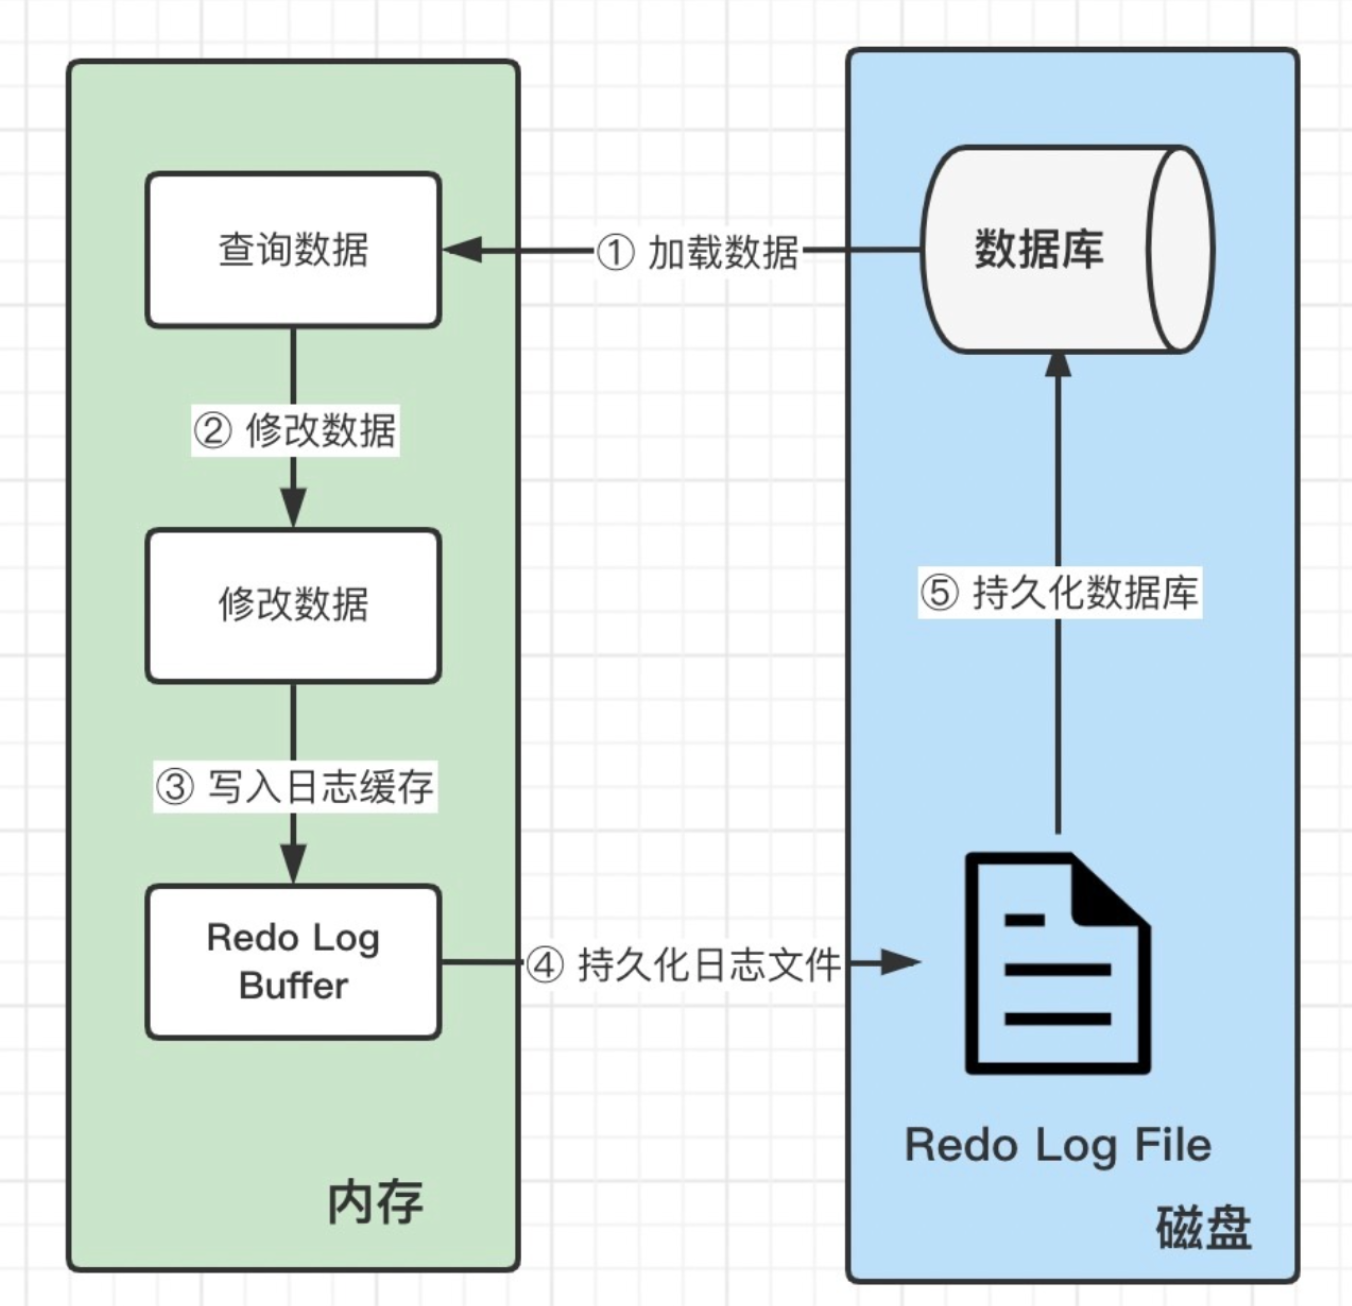 查询数据
① 加载数据
数据库
② 修改数据
修改数据
⑤ 持久化数据库
③ 写入日志缓存
Redo Log
Buffer
④ 持久化日志文件
Redo Log File
内存
磁盘